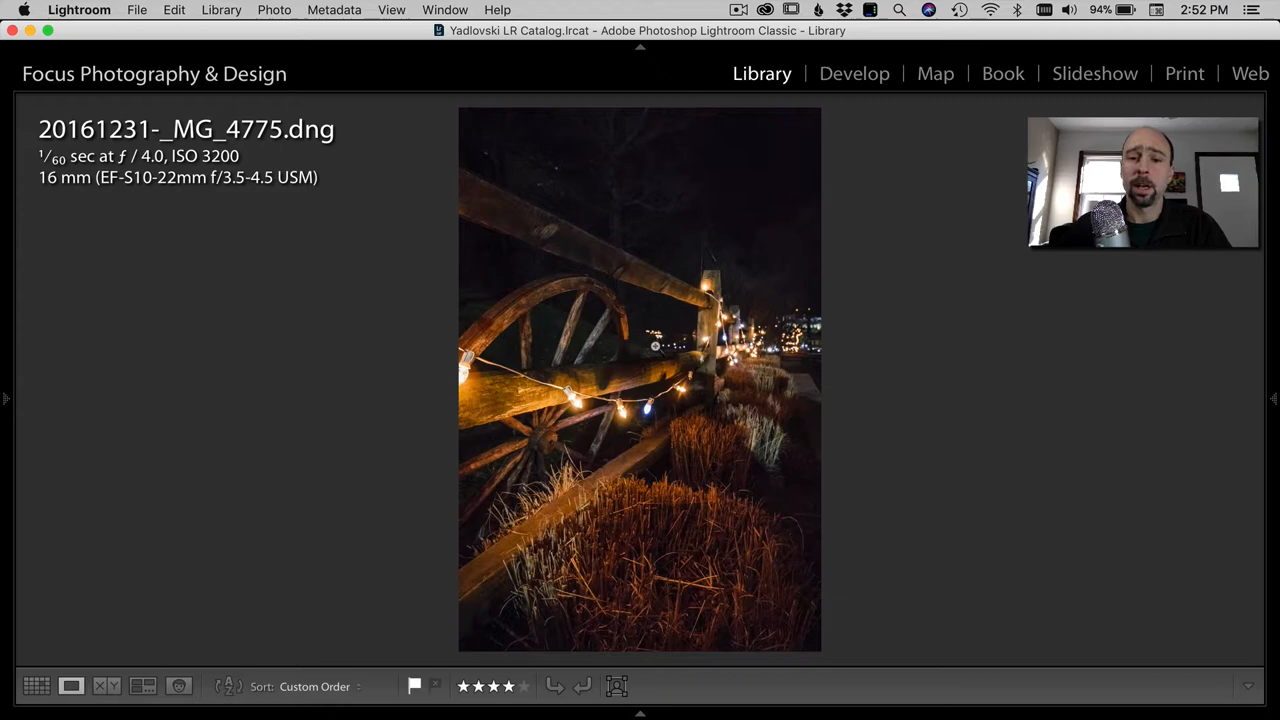 Lightroom File Edit Library Photo Metadata View Window Help 94% 2:52 PM
Yadlovski LR Catalog.lrcat - Adobe Photoshop Lightroom Classic - Library
Focus Photography & Design Library | Develop | Map | Book | Slideshow | Print | Web
20161231-_MG_4775.dng
1/60 sec at ƒ / 4.0, ISO 3200
16 mm (EF-S10-22mm f/3.5-4.5 USM)
XY Sort: Custom Order